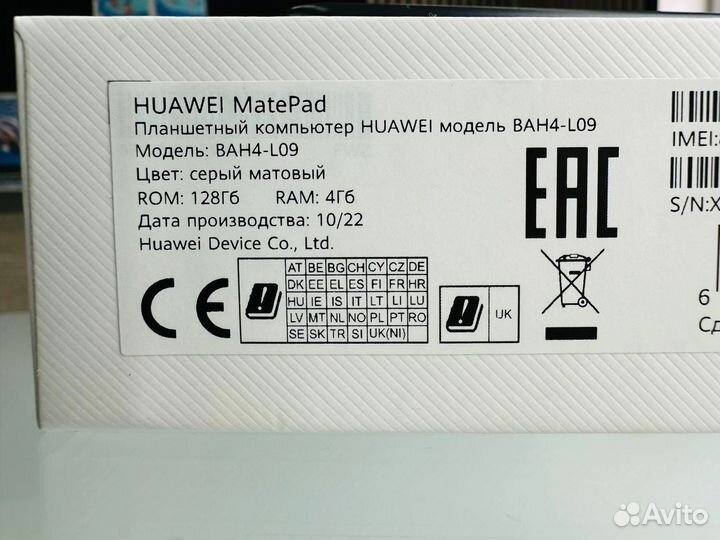 HUAWEI MatePad
Планшетный компьютер HUAWEI модель BAH4-L09
Модель: BAH4-L09
Цвет: серый матовый
ROM: 128Гб RAM: 4Гб
Дата производства: 10/22
Huawei Device Co., Ltd.
EAC
CE
AT BE BG CH CY CZ DE
DK EE EL ES FI FR HR
HU IE IS IT LT LI LU
LV MT NL NO PL PT RO
SE SK TR SI UK(NI)
UK
IMEI:
S/N:X
6
Avito